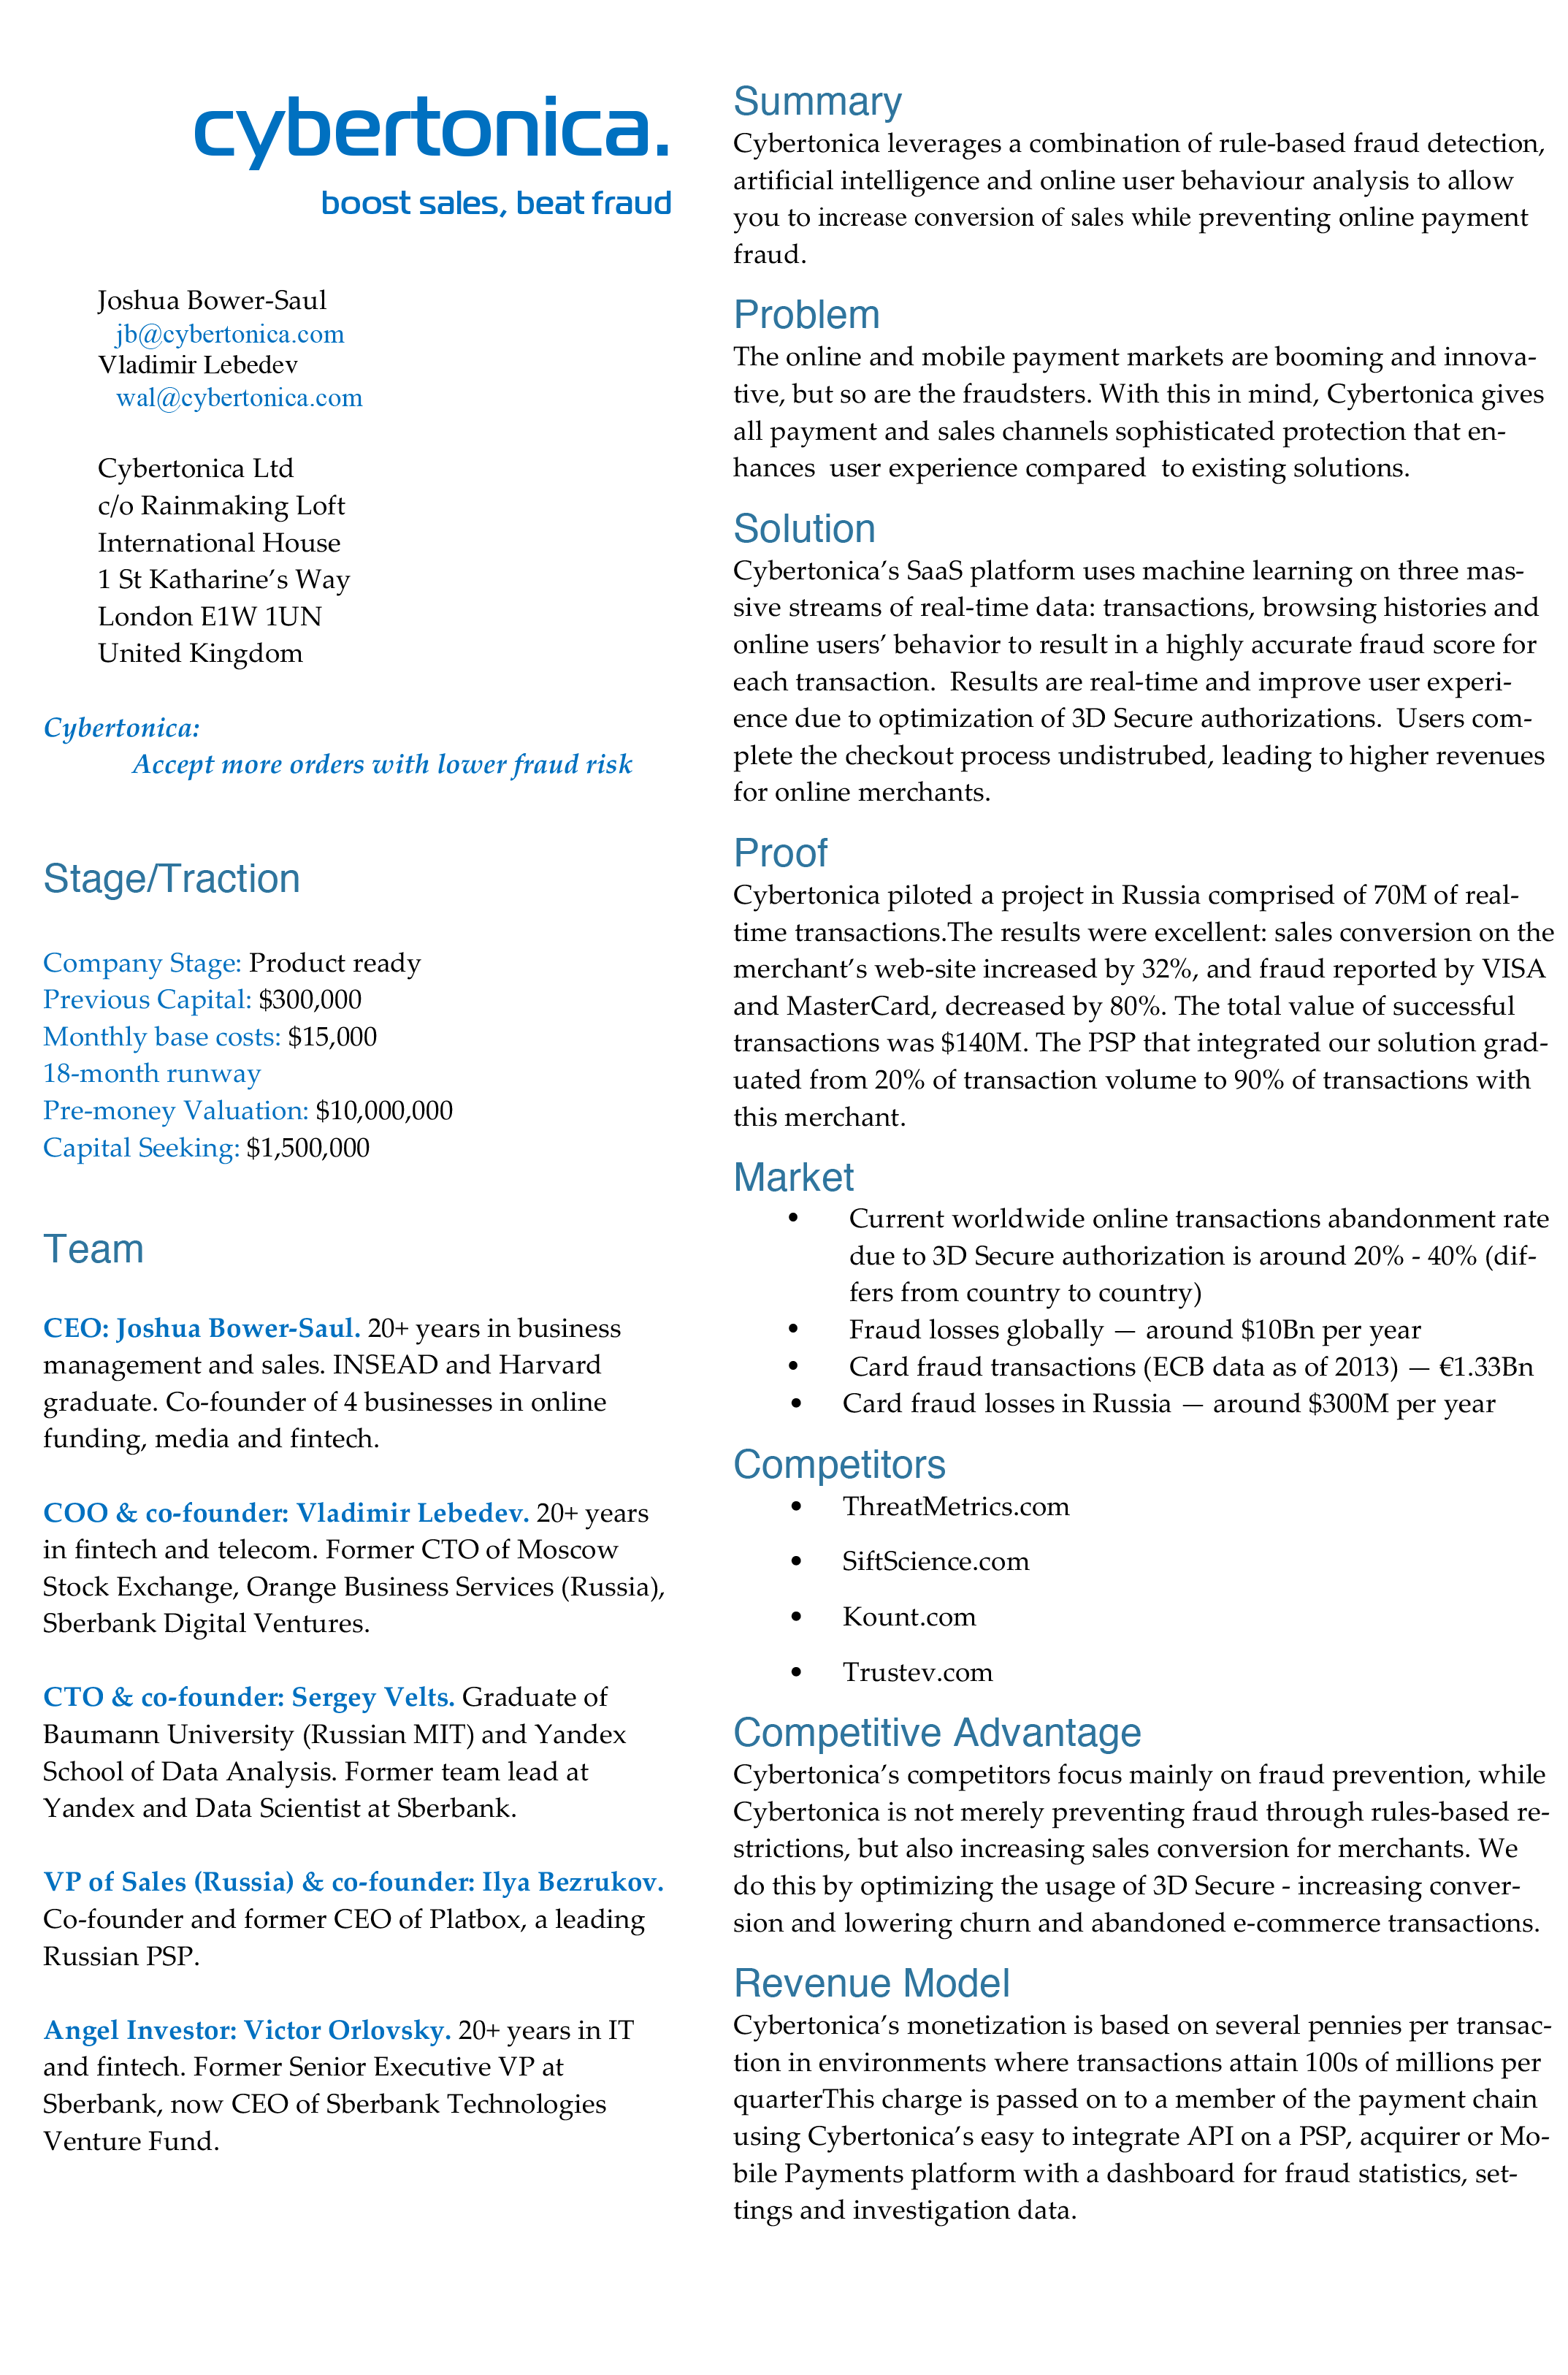 cybertonica.
boost sales, beat fraud
Joshua Bower-Saul
jb@cybertonica.com
Vladimir Lebedev
wal@cybertonica.com
Cybertonica Ltd
c/o Rainmaking Loft
International House
1 St Katharine’s Way
London E1W 1UN
United Kingdom
Cybertonica:
Accept more orders with lower fraud risk
Stage/Traction
Company Stage: Product ready
Previous Capital: $300,000
Monthly base costs: $15,000
18-month runway
Pre-money Valuation: $10,000,000
Capital Seeking: $1,500,000
Team
CEO: Joshua Bower-Saul. 20+ years in business
management and sales. INSEAD and Harvard
graduate. Co-founder of 4 businesses in online
funding, media and fintech.
COO & co-founder: Vladimir Lebedev. 20+ years
in fintech and telecom. Former CTO of Moscow
Stock Exchange, Orange Business Services (Russia),
Sberbank Digital Ventures.
CTO & co-founder: Sergey Velts. Graduate of
Baumann University (Russian MIT) and Yandex
School of Data Analysis. Former team lead at
Yandex and Data Scientist at Sberbank.
VP of Sales (Russia) & co-founder: Ilya Bezrukov.
Co-founder and former CEO of Platbox, a leading
Russian PSP.
Angel Investor: Victor Orlovsky. 20+ years in IT
and fintech. Former Senior Executive VP at
Sberbank, now CEO of Sberbank Technologies
Venture Fund.
Summary
Cybertonica leverages a combination of rule-based fraud detection,
artificial intelligence and online user behaviour analysis to allow
you to increase conversion of sales while preventing online payment
fraud.
Problem
The online and mobile payment markets are booming and innova-
tive, but so are the fraudsters. With this in mind, Cybertonica gives
all payment and sales channels sophisticated protection that en-
hances  user experience compared  to existing solutions.
Solution
Cybertonica’s SaaS platform uses machine learning on three mas-
sive streams of real-time data: transactions, browsing histories and
online users’ behavior to result in a highly accurate fraud score for
each transaction.  Results are real-time and improve user experi-
ence due to optimization of 3D Secure authorizations.  Users com-
plete the checkout process undistrubed, leading to higher revenues
for online merchants.
Proof
Cybertonica piloted a project in Russia comprised of 70M of real-
time transactions.The results were excellent: sales conversion on the
merchant’s web-site increased by 32%, and fraud reported by VISA
and MasterCard, decreased by 80%. The total value of successful
transactions was $140M. The PSP that integrated our solution grad-
uated from 20% of transaction volume to 90% of transactions with
this merchant.
Market
• Current worldwide online transactions abandonment rate
due to 3D Secure authorization is around 20% - 40% (dif-
fers from country to country)
• Fraud losses globally — around $10Bn per year
• Card fraud transactions (ECB data as of 2013) — €1.33Bn
• Card fraud losses in Russia — around $300M per year
Competitors
• ThreatMetrics.com
• SiftScience.com
• Kount.com
• Trustev.com
Competitive Advantage
Cybertonica’s competitors focus mainly on fraud prevention, while
Cybertonica is not merely preventing fraud through rules-based re-
strictions, but also increasing sales conversion for merchants. We
do this by optimizing the usage of 3D Secure - increasing conver-
sion and lowering churn and abandoned e-commerce transactions.
Revenue Model
Cybertonica’s monetization is based on several pennies per transac-
tion in environments where transactions attain 100s of millions per
quarterThis charge is passed on to a member of the payment chain
using Cybertonica’s easy to integrate API on a PSP, acquirer or Mo-
bile Payments platform with a dashboard for fraud statistics, set-
tings and investigation data.